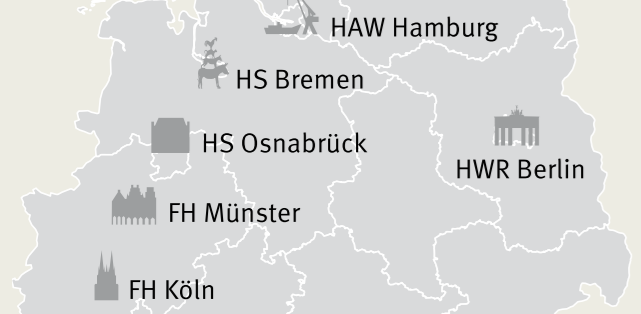 HAW Hamburg
HS Bremen
HS Osnabrück
HWR Berlin
FH Münster
FH Köln